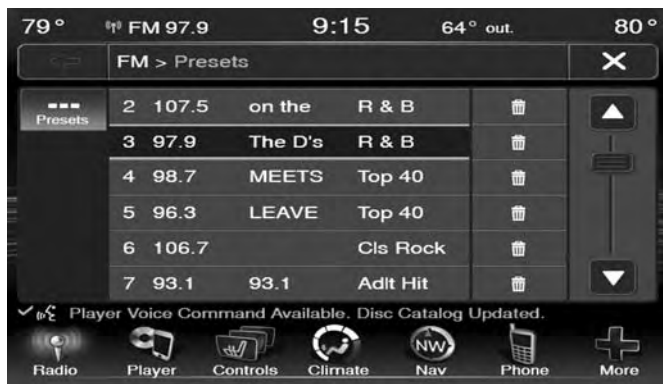 79° FM 97.9 9:15 64° out. 80°
FM > Presets
Presets
2 107.5 on the R & B
3 97.9 The D's R & B
4 98.7 MEETS Top 40
5 96.3 LEAVE Top 40
6 106.7 Cls Rock
7 93.1 93.1 Adlt Hit
Player Voice Command Available. Disc Catalog Updated.
NW
Radio Player Controls Climate Nav Phone More